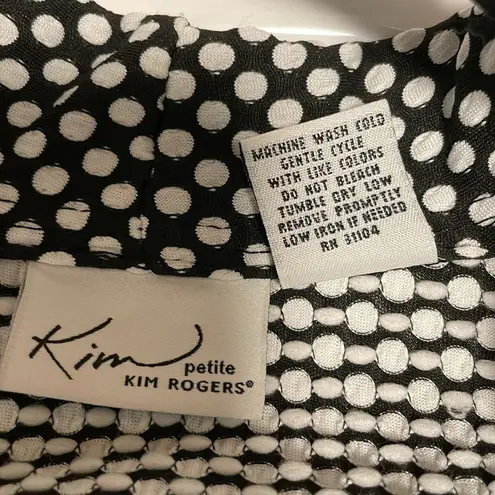 MACHINE WASH COLD
GENTLE CYCLE
WITH LIKE COLORS
DO NOT BLEACH
TUMBLE DRY LOW
REMOVE PROMPTLY
LOW IRON IF NEEDED
RN 31104
Kim
petite
KIM ROGERS®